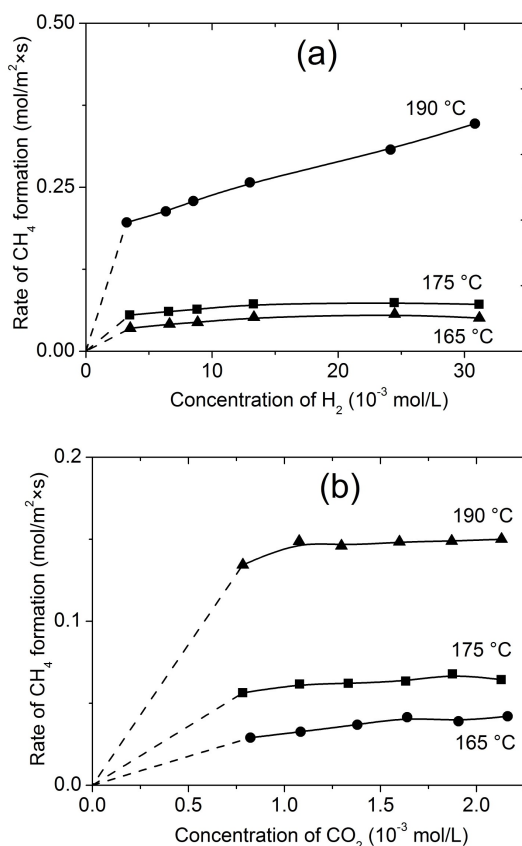 (a)
0.50
0.25
0.00
Rate of CH₄ formation (mol/m²×s)
190 °C
175 °C
165 °C
0 10 20 30
Concentration of H₂ (10⁻³ mol/L)
(b)
0.2
0.1
0.0
Rate of CH₄ formation (mol/m²×s)
190 °C
175 °C
165 °C
0.0 0.5 1.0 1.5 2.0
Concentration of CO₂ (10⁻³ mol/L)